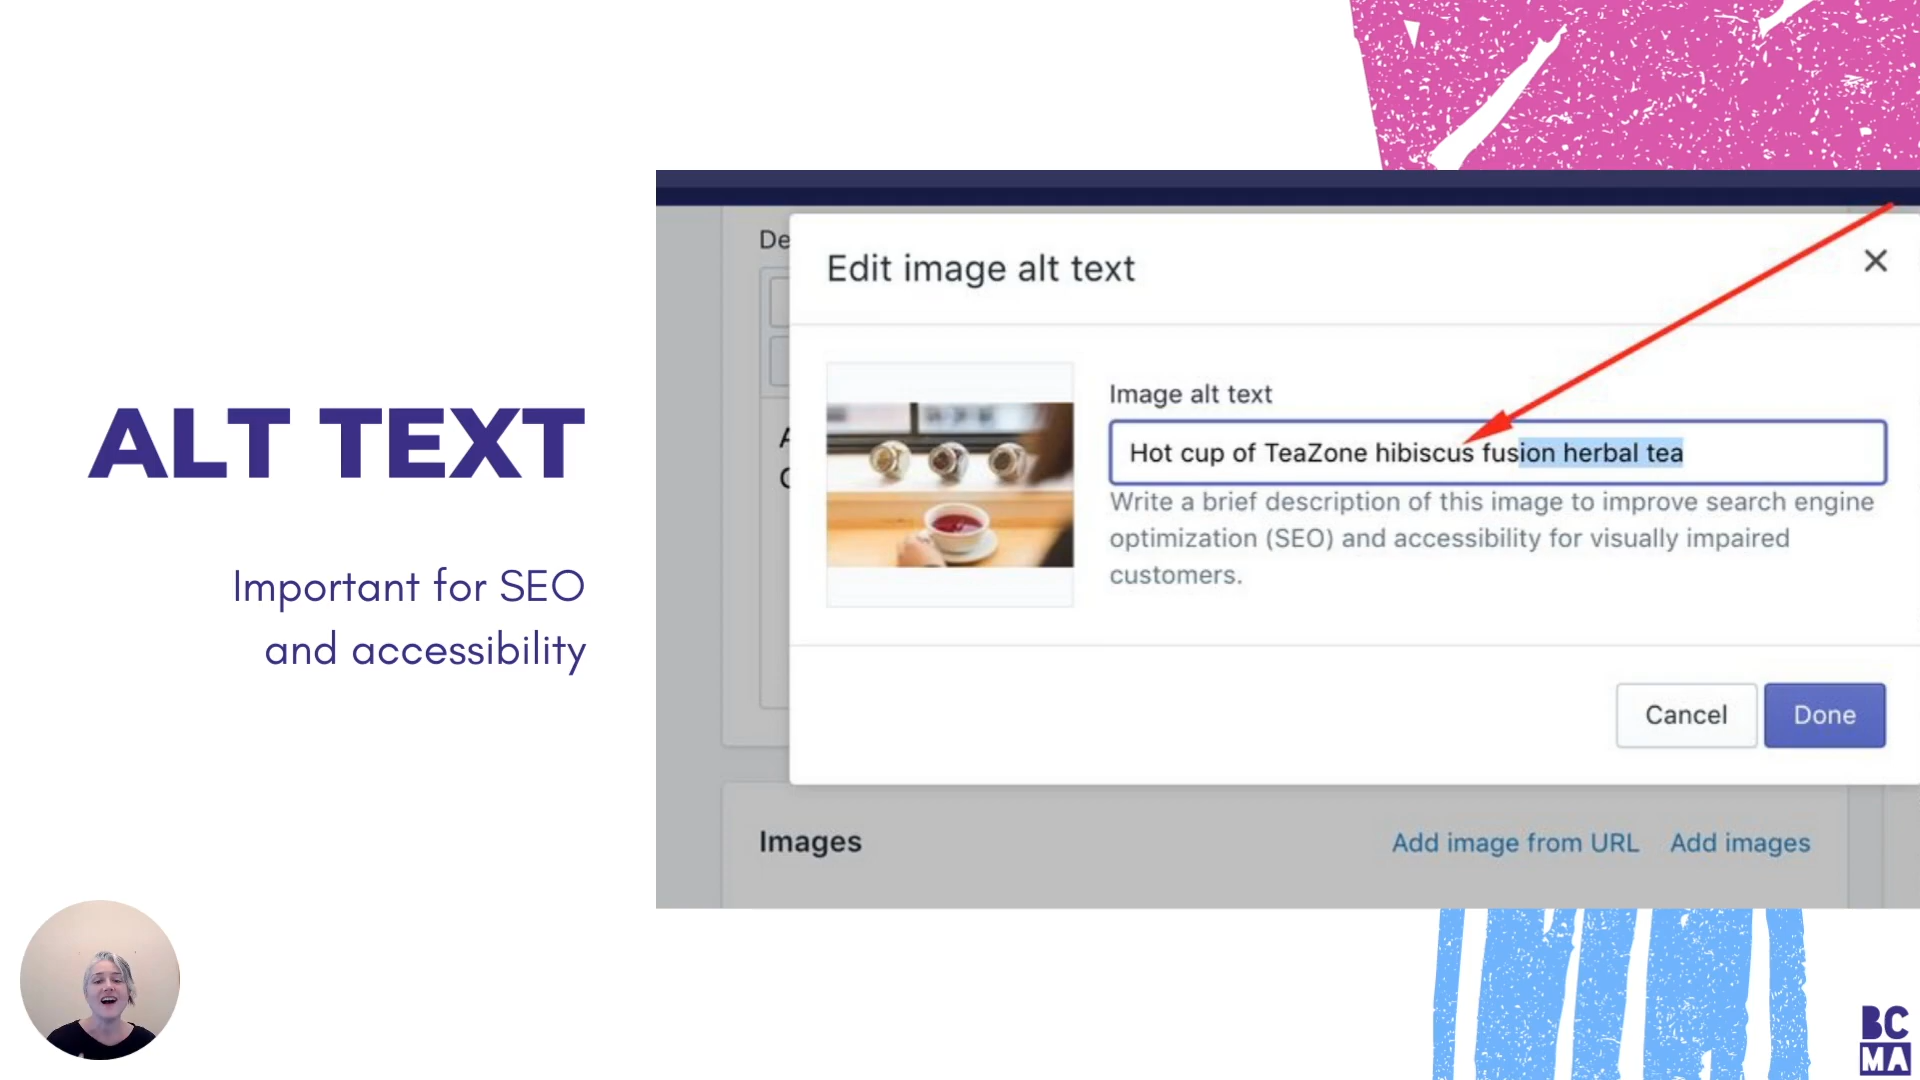 ALT TEXT
Important for SEO
and accessibility
De
Edit image alt text
Image alt text
Hot cup of TeaZone hibiscus fusion herbal tea
Write a brief description of this image to improve search engine
optimization (SEO) and accessibility for visually impaired
customers.
Cancel
Done
Images
Add image from URL
Add images
BC
MA